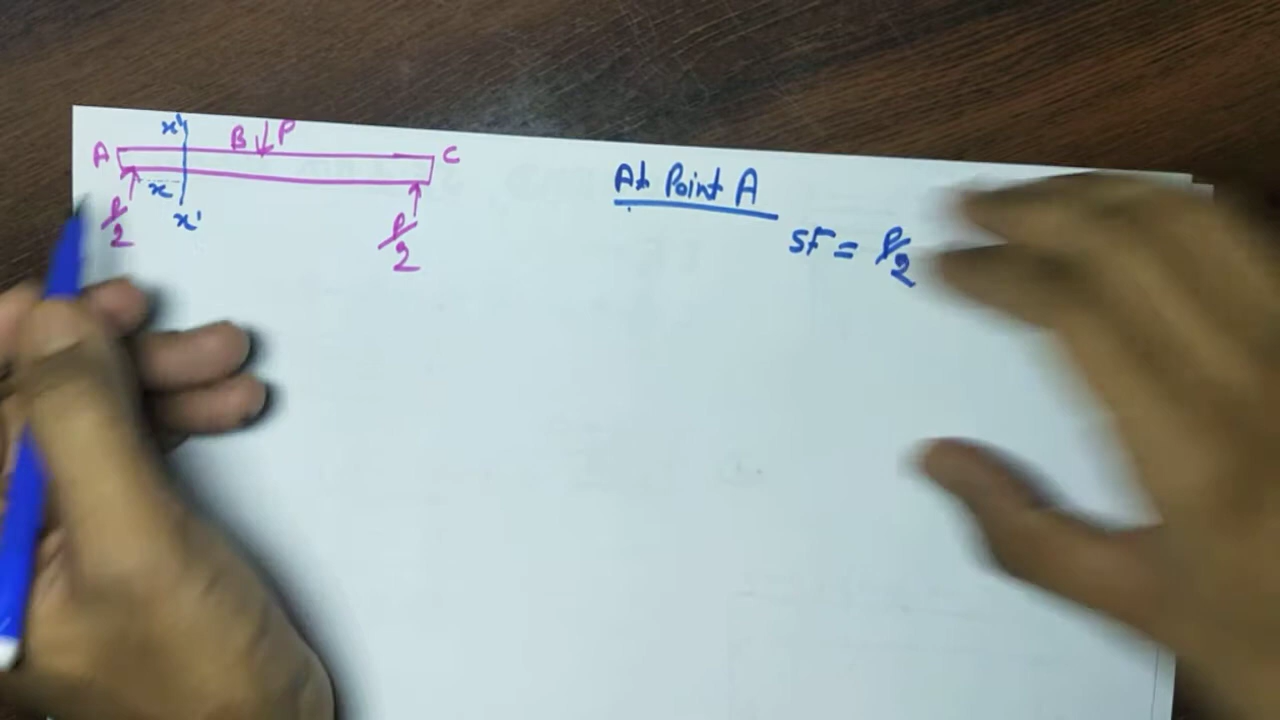 x'
B P
A C
x
P/2
x'
P/2
At Point A
SF = P/2